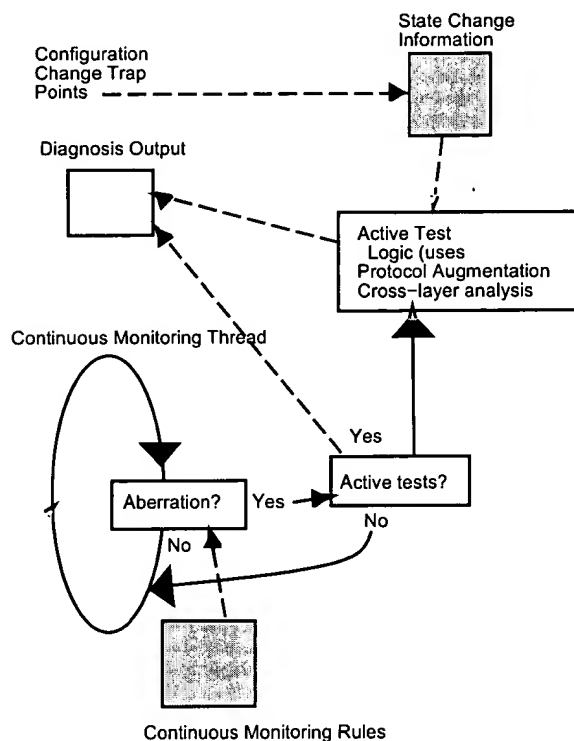 State Change
Information
Configuration
Change Trap
Points
Diagnosis Output
Active Test
Logic (uses
Protocol Augmentation
Cross-layer analysis
Continuous Monitoring Thread
Yes
Aberration?
Yes
Active tests?
No
No
Continuous Monitoring Rules